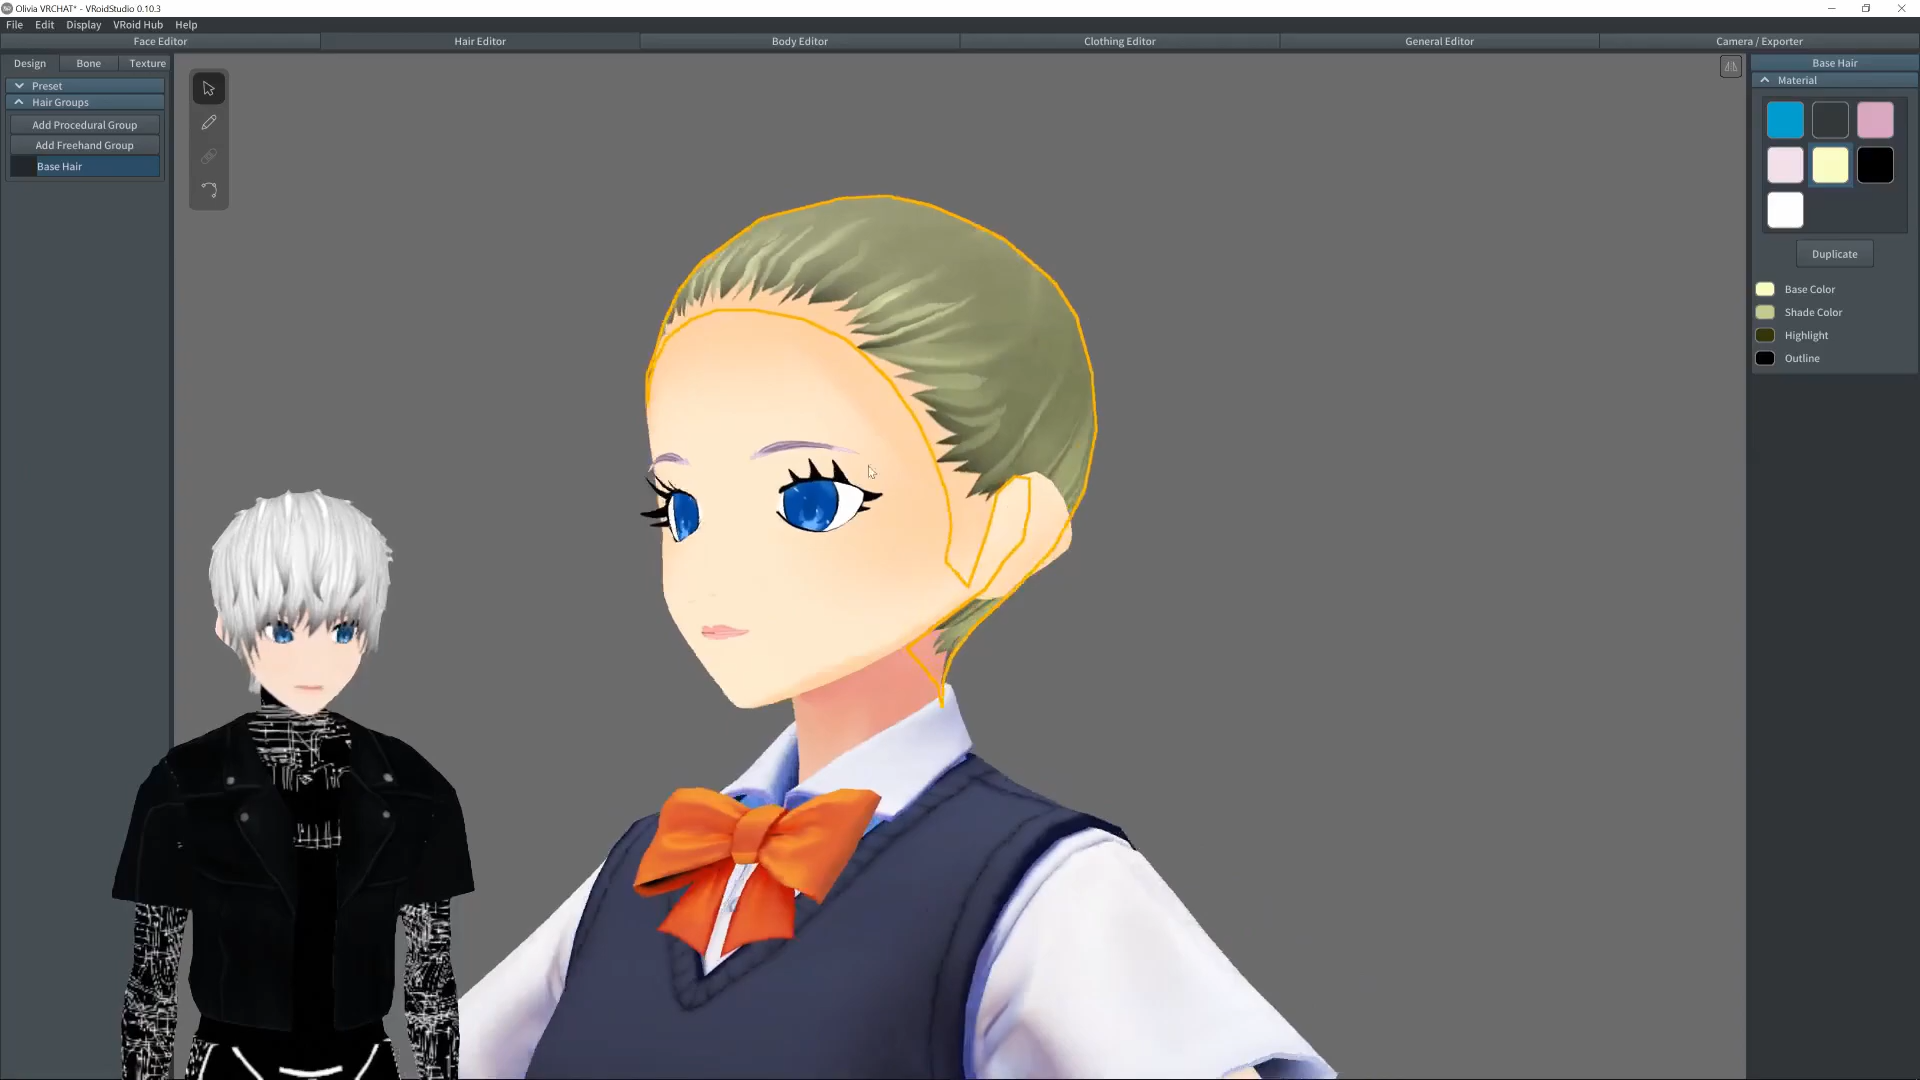 Olivia VRCHAT* - VRoidStudio 0.10.3
File Edit Display VRoid Hub Help
Face Editor Hair Editor Body Editor Clothing Editor General Editor Camera / Exporter
Design Bone Texture
Preset
Hair Groups
Add Procedural Group
Add Freehand Group
Base Hair
Base Hair
Material
Duplicate
Base Color
Shade Color
Highlight
Outline